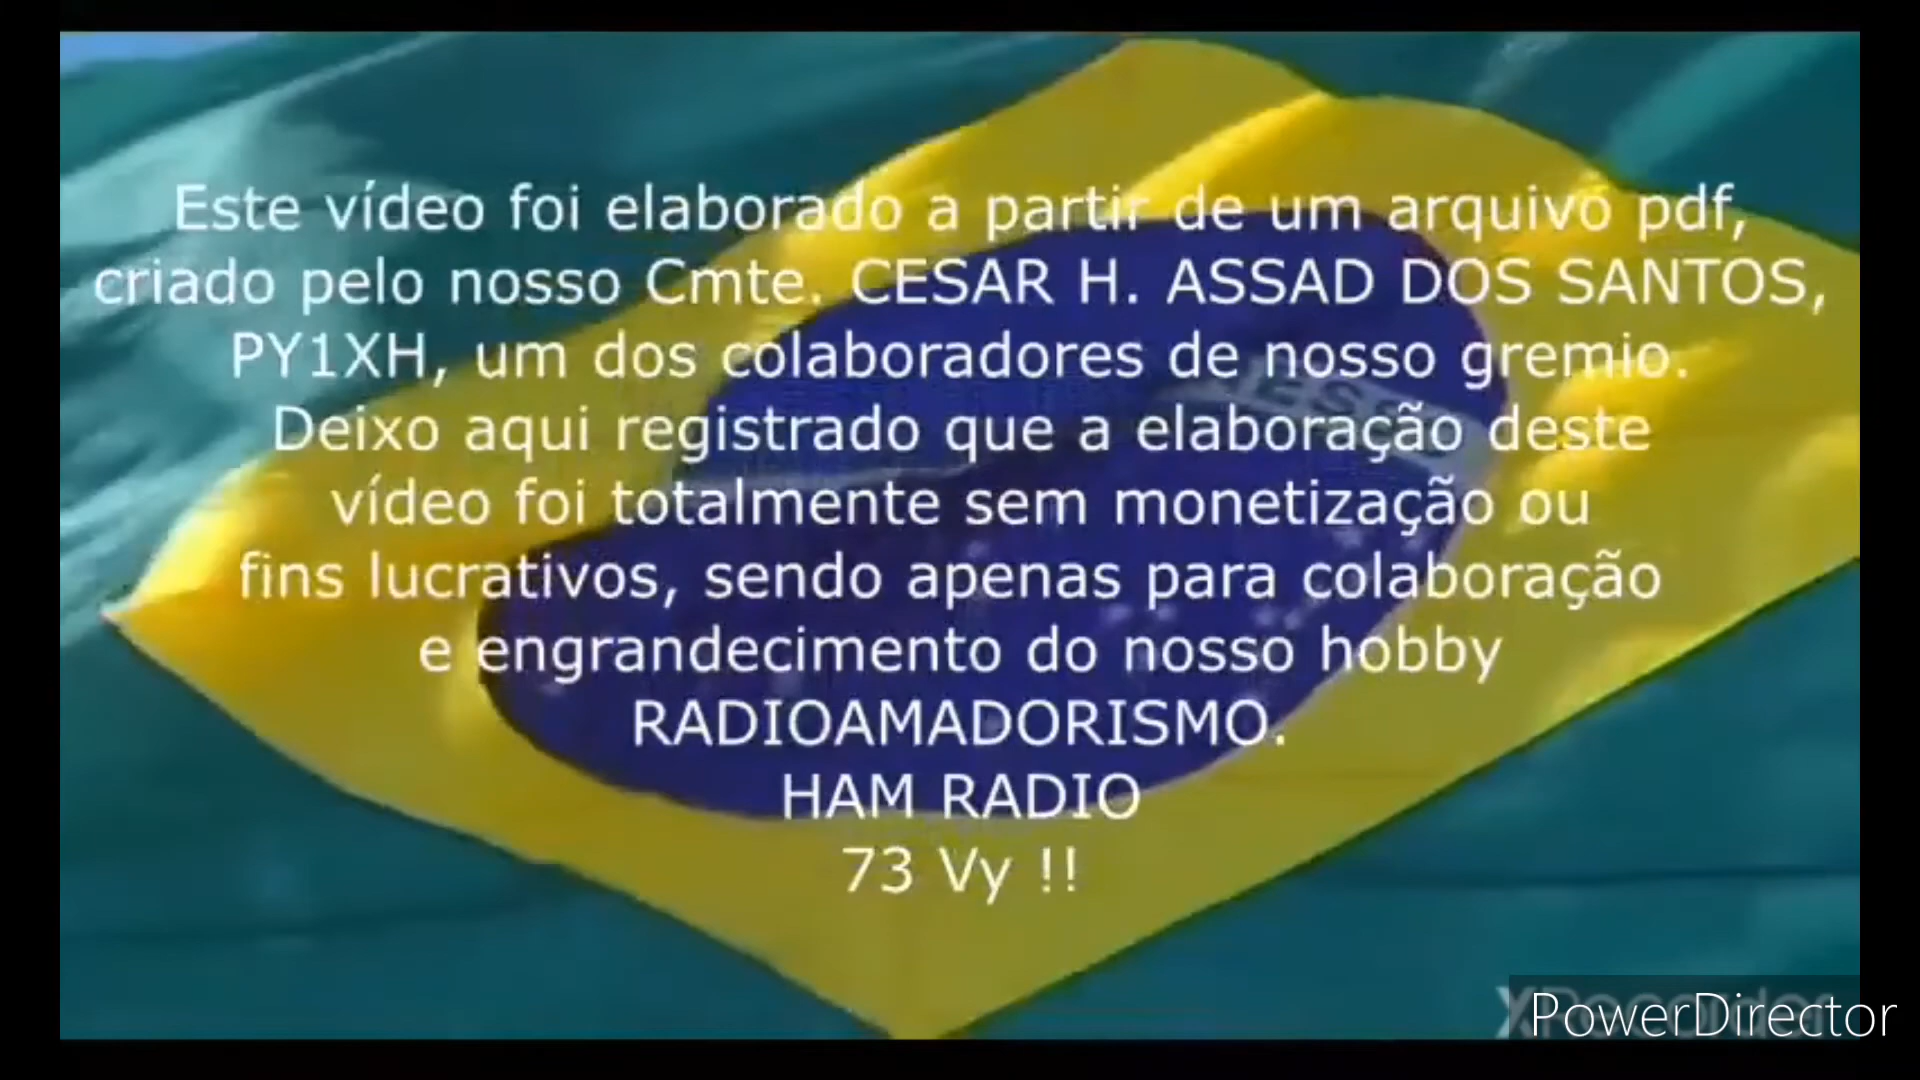 Este vídeo foi elaborado a partir de um arquivo pdf,
criado pelo nosso Cmte. CESAR H. ASSAD DOS SANTOS,
PY1XH, um dos colaboradores de nosso gremio.
Deixo aqui registrado que a elaboração deste
vídeo foi totalmente sem monetização ou
fins lucrativos, sendo apenas para colaboração
e engrandecimento do nosso hobby
RADIOAMADORISMO.
HAM RADIO
73 Vy !!
PowerDirector